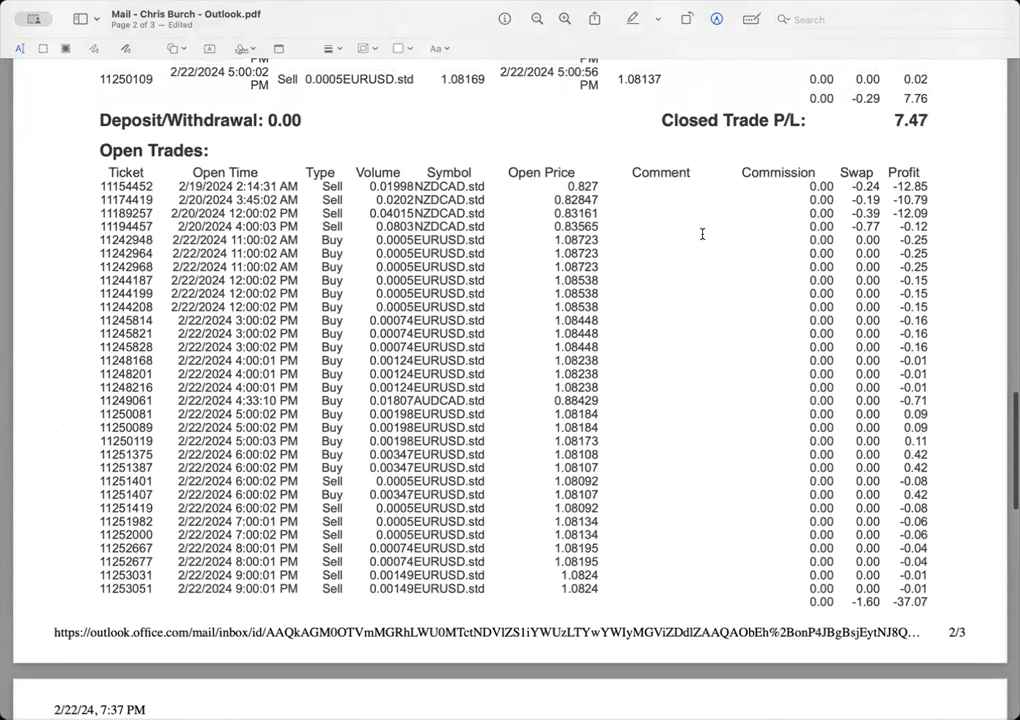 Mail - Chris Burch - Outlook.pdf
Page 2 of 3 — Edited
Search
Aa
PM PM
11250109 2/22/2024 5:00:02 PM Sell 0.0005EURUSD.std 1.08169 2/22/2024 5:00:56 PM 1.08137 0.00 0.00 0.02
0.00 -0.29 7.76
Deposit/Withdrawal: 0.00 Closed Trade P/L: 7.47
Open Trades:
Ticket Open Time Type Volume Symbol Open Price Comment Commission Swap Profit
11154452 2/19/2024 2:14:31 AM Sell 0.01998NZDCAD.std 0.827 0.00 -0.24 -12.85
11174419 2/20/2024 3:45:02 AM Sell 0.0202NZDCAD.std 0.82847 0.00 -0.19 -10.79
11189257 2/20/2024 12:00:02 PM Sell 0.04015NZDCAD.std 0.83161 0.00 -0.39 -12.09
11194457 2/20/2024 4:00:03 PM Sell 0.0803NZDCAD.std 0.83565 0.00 -0.77 -0.12
11242948 2/22/2024 11:00:02 AM Buy 0.0005EURUSD.std 1.08723 0.00 0.00 -0.25
11242964 2/22/2024 11:00:02 AM Buy 0.0005EURUSD.std 1.08723 0.00 0.00 -0.25
11242968 2/22/2024 11:00:02 AM Buy 0.0005EURUSD.std 1.08723 0.00 0.00 -0.25
11244187 2/22/2024 12:00:02 PM Buy 0.0005EURUSD.std 1.08538 0.00 0.00 -0.15
11244199 2/22/2024 12:00:02 PM Buy 0.0005EURUSD.std 1.08538 0.00 0.00 -0.15
11244208 2/22/2024 12:00:02 PM Buy 0.0005EURUSD.std 1.08538 0.00 0.00 -0.15
11245814 2/22/2024 3:00:02 PM Buy 0.00074EURUSD.std 1.08448 0.00 0.00 -0.16
11245821 2/22/2024 3:00:02 PM Buy 0.00074EURUSD.std 1.08448 0.00 0.00 -0.16
11245828 2/22/2024 3:00:02 PM Buy 0.00074EURUSD.std 1.08448 0.00 0.00 -0.16
11248168 2/22/2024 4:00:01 PM Buy 0.00124EURUSD.std 1.08238 0.00 0.00 -0.01
11248201 2/22/2024 4:00:01 PM Buy 0.00124EURUSD.std 1.08238 0.00 0.00 -0.01
11248216 2/22/2024 4:00:01 PM Buy 0.00124EURUSD.std 1.08238 0.00 0.00 -0.01
11249061 2/22/2024 4:33:10 PM Buy 0.01807AUDCAD.std 0.88429 0.00 0.00 -0.71
11250081 2/22/2024 5:00:02 PM Buy 0.00198EURUSD.std 1.08184 0.00 0.00 0.09
11250089 2/22/2024 5:00:02 PM Buy 0.00198EURUSD.std 1.08184 0.00 0.00 0.09
11250119 2/22/2024 5:00:03 PM Buy 0.00198EURUSD.std 1.08173 0.00 0.00 0.11
11251375 2/22/2024 6:00:02 PM Buy 0.00347EURUSD.std 1.08108 0.00 0.00 0.42
11251387 2/22/2024 6:00:02 PM Buy 0.00347EURUSD.std 1.08107 0.00 0.00 0.42
11251401 2/22/2024 6:00:02 PM Sell 0.0005EURUSD.std 1.08092 0.00 0.00 -0.08
11251407 2/22/2024 6:00:02 PM Buy 0.00347EURUSD.std 1.08107 0.00 0.00 0.42
11251419 2/22/2024 6:00:02 PM Sell 0.0005EURUSD.std 1.08092 0.00 0.00 -0.08
11251982 2/22/2024 7:00:01 PM Sell 0.0005EURUSD.std 1.08134 0.00 0.00 -0.06
11252000 2/22/2024 7:00:02 PM Sell 0.0005EURUSD.std 1.08134 0.00 0.00 -0.06
11252667 2/22/2024 8:00:01 PM Sell 0.00074EURUSD.std 1.08195 0.00 0.00 -0.04
11252677 2/22/2024 8:00:01 PM Sell 0.00074EURUSD.std 1.08195 0.00 0.00 -0.04
11253031 2/22/2024 9:00:01 PM Sell 0.00149EURUSD.std 1.0824 0.00 0.00 -0.01
11253051 2/22/2024 9:00:01 PM Sell 0.00149EURUSD.std 1.0824 0.00 0.00 -0.01
0.00 -1.60 -37.07
https://outlook.office.com/mail/inbox/id/AAQkAGM0OTVmMGRhLWU0MTctNDVlZS1iYWUzLTYwYWIyMGViZDdlZAAQAObEh%2BonP4JBgBsjEytNJ8Q… 2/3
2/22/24, 7:37 PM